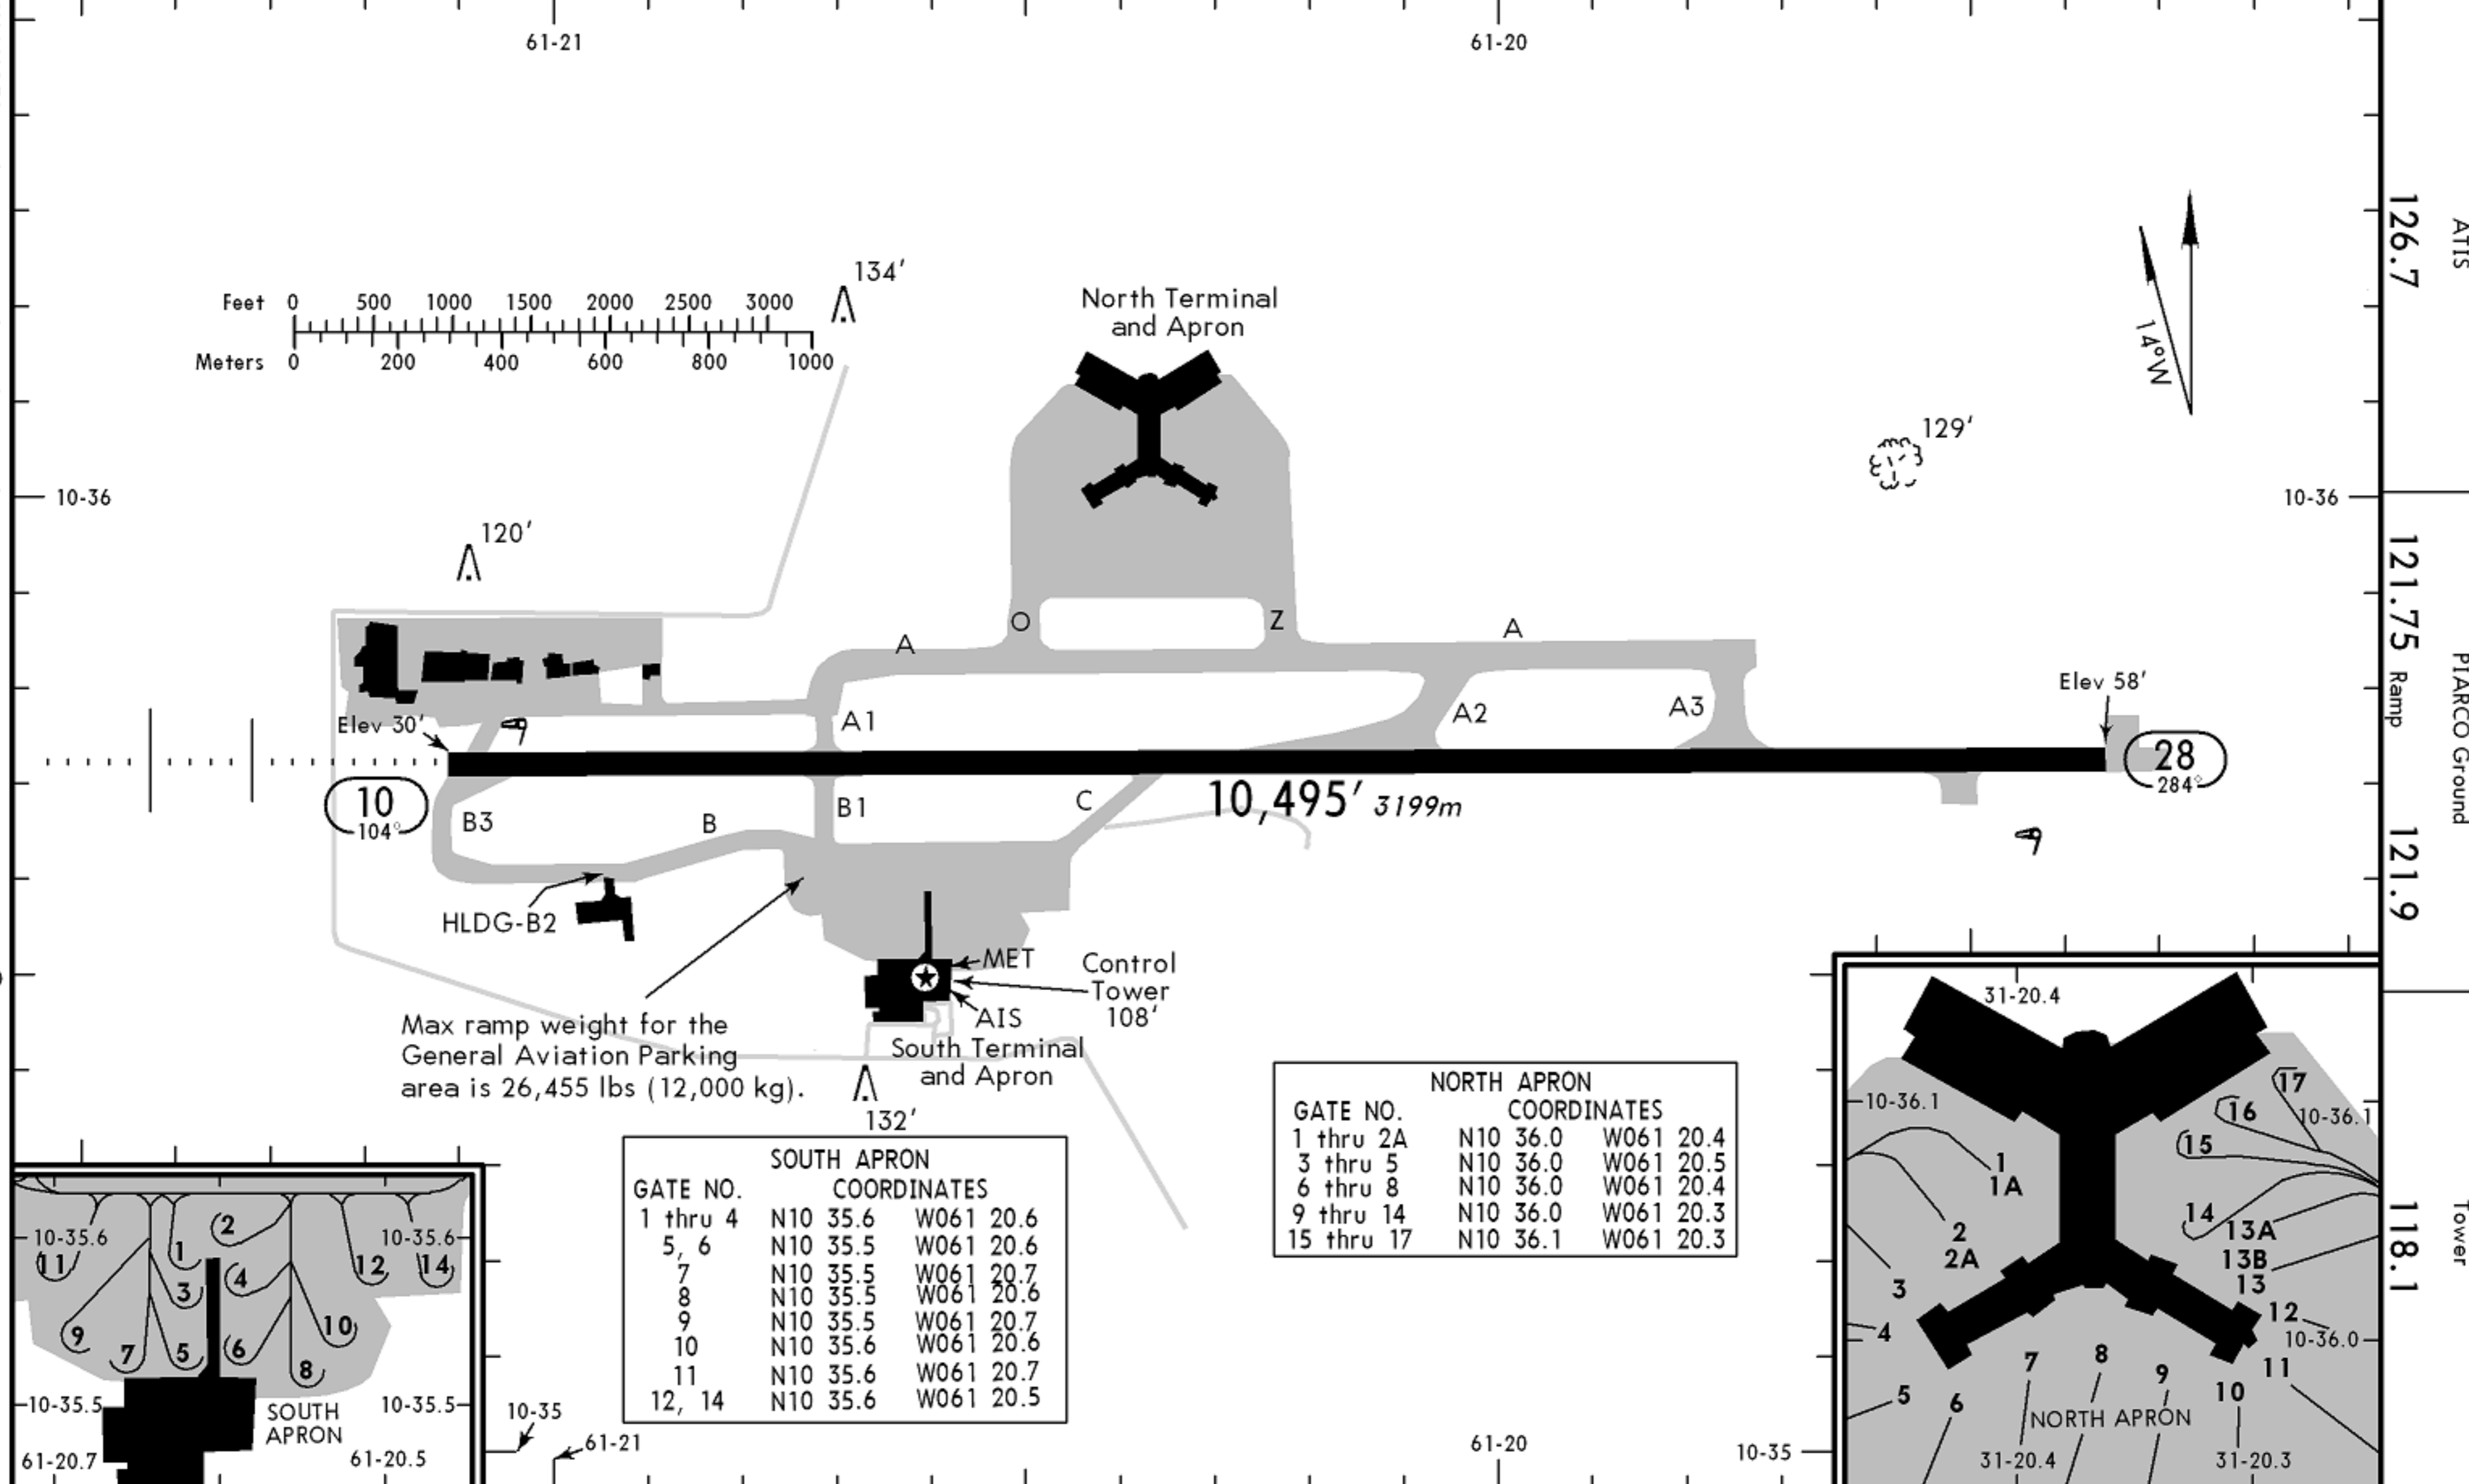 61-21
61-20
134'
Feet 0 500 1000 1500 2000 2500 3000
Meters 0 200 400 600 800 1000
North Terminal
and Apron
14°W
129'
10-36
10-36
120'
O
Z
A
A
Elev 30'
A1
A2
A3
Elev 58'
10
104°
28
284°
10,495' 3199m
B3
B
B1
C
HLDG-B2
MET
Control
Tower
108'
AIS
South Terminal
and Apron
132'
Max ramp weight for the
General Aviation Parking
area is 26,455 lbs (12,000 kg).
SOUTH APRON
GATE NO. COORDINATES
1 thru 4 N10 35.6 W061 20.6
5, 6 N10 35.5 W061 20.6
7 N10 35.5 W061 20.7
8 N10 35.5 W061 20.6
9 N10 35.5 W061 20.7
10 N10 35.6 W061 20.6
11 N10 35.6 W061 20.7
12, 14 N10 35.6 W061 20.5
NORTH APRON
GATE NO. COORDINATES
1 thru 2A N10 36.0 W061 20.4
3 thru 5 N10 36.0 W061 20.5
6 thru 8 N10 36.0 W061 20.4
9 thru 14 N10 36.0 W061 20.3
15 thru 17 N10 36.1 W061 20.3
10-35.6
10-35.6
2
1
11
12
14
4
3
9
7
5
6
10
8
10-35.5
10-35.5
SOUTH
APRON
61-20.7
61-20.5
10-35
61-21
61-20
10-35
31-20.4
10-36.1
10-36.1
17
16
15
1
1A
14
13A
2
2A
13B
13
3
12
4
10-36.0
7
8
9
11
5
6
10
NORTH APRON
31-20.4
31-20.3
ATIS
126.7
PIARCO Ground
121.75 Ramp 121.9
Tower
118.1